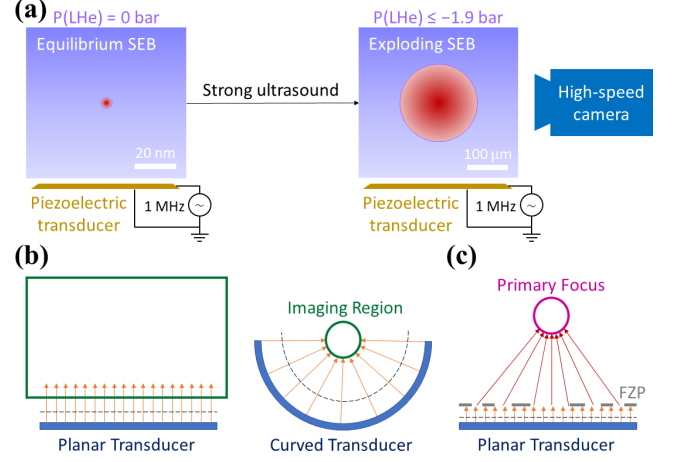 (a)
P(LHe) = 0 bar
P(LHe) ≤ −1.9 bar
Equilibrium SEB
Exploding SEB
Strong ultrasound
High-speed
camera
20 nm
100 µm
Piezoelectric
transducer
1 MHz
~
Piezoelectric
transducer
1 MHz
~
(b)
(c)
Imaging Region
Primary Focus
FZP
Planar Transducer
Curved Transducer
Planar Transducer